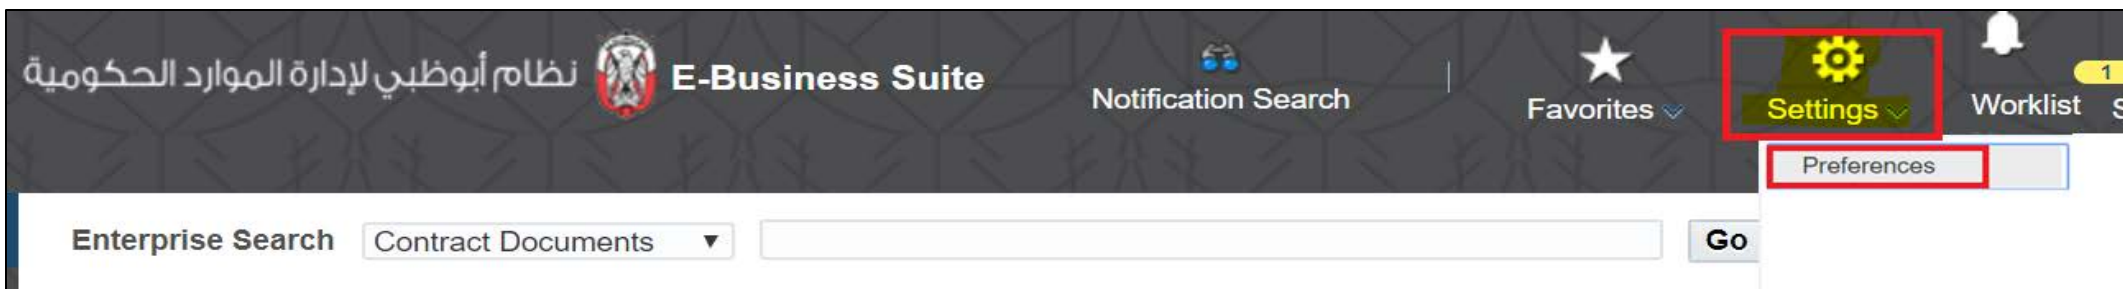 نظام أبوظبي لإدارة الموارد الحكومية E-Business Suite
Notification Search
Favorites
Settings
Worklist
1
Preferences
Enterprise Search Contract Documents Go